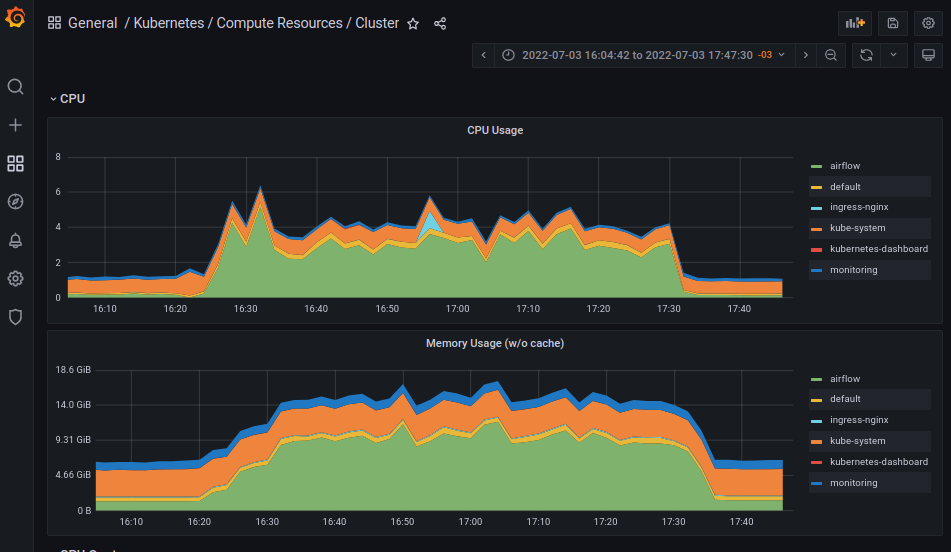 General / Kubernetes / Compute Resources / Cluster
2022-07-03 16:04:42 to 2022-07-03 17:47:30 -03
CPU
CPU Usage
8
6
4
2
0
16:10 16:20 16:30 16:40 16:50 17:00 17:10 17:20 17:30 17:40
airflow
default
ingress-nginx
kube-system
kubernetes-dashboard
monitoring
Memory Usage (w/o cache)
18.6 GiB
14.0 GiB
9.31 GiB
4.66 GiB
0 B
16:10 16:20 16:30 16:40 16:50 17:00 17:10 17:20 17:30 17:40
airflow
default
ingress-nginx
kube-system
kubernetes-dashboard
monitoring